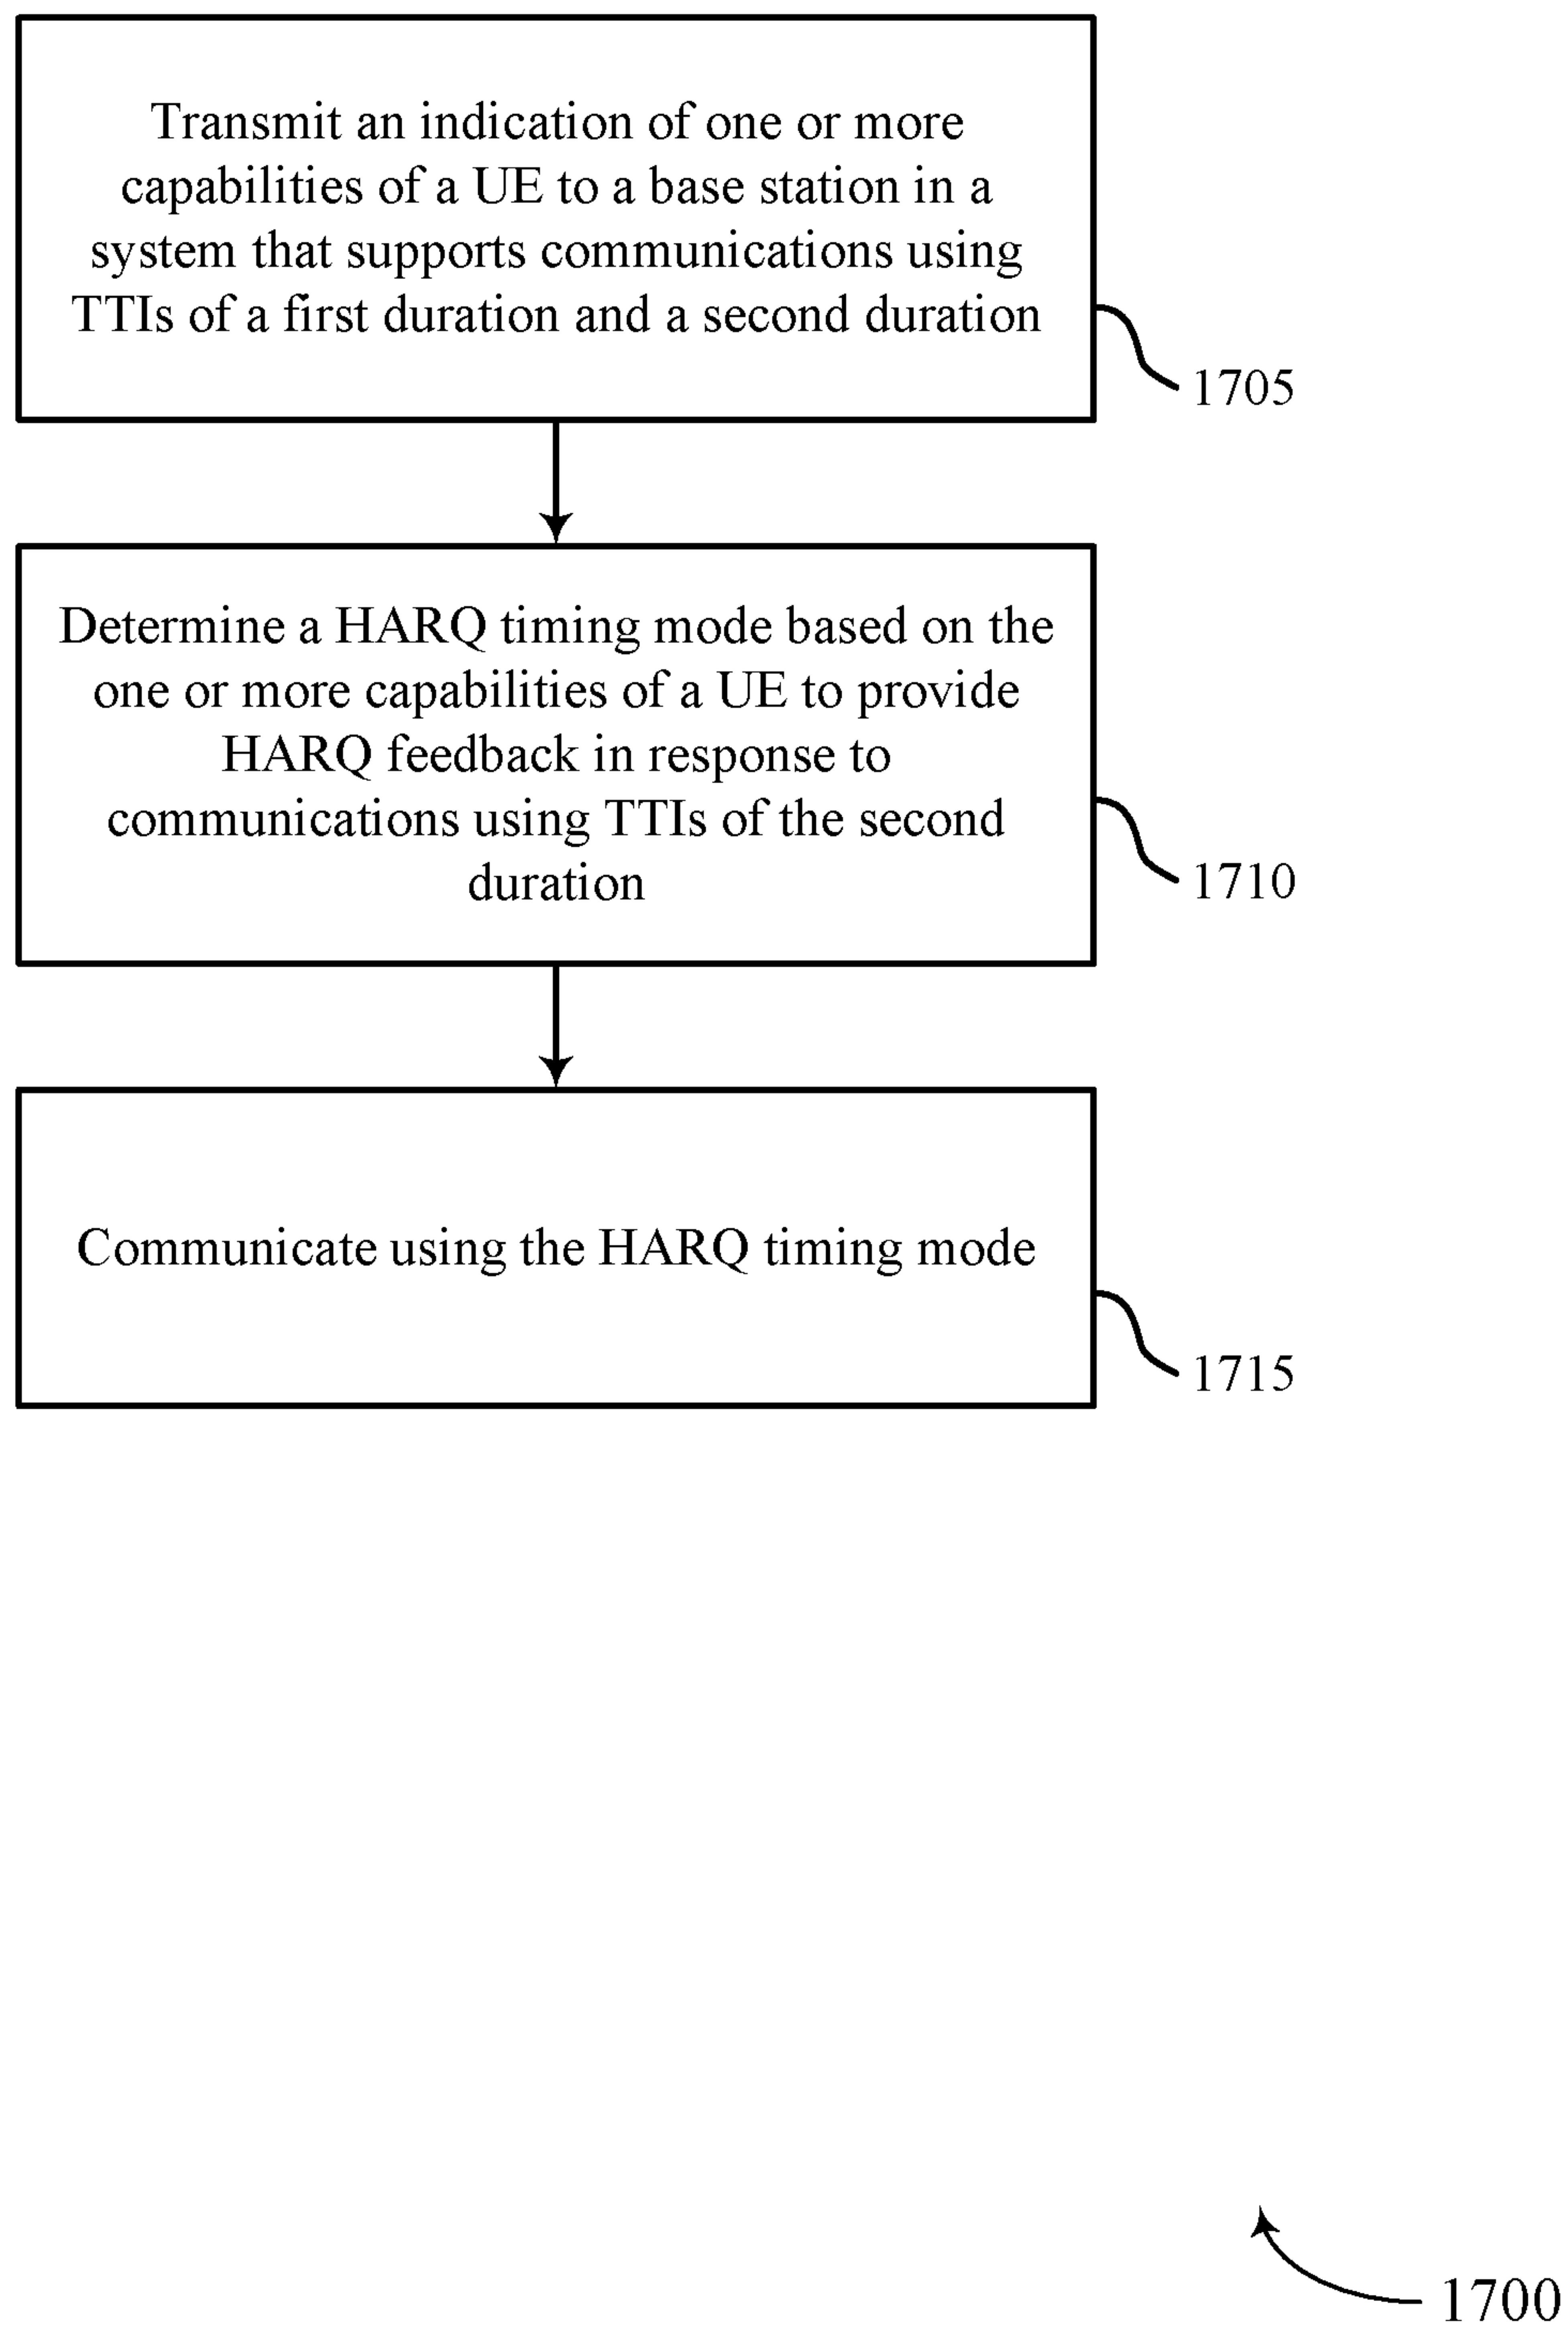 Transmit an indication of one or more
capabilities of a UE to a base station in a
system that supports communications using
TTIs of a first duration and a second duration
1705
Determine a HARQ timing mode based on the
one or more capabilities of a UE to provide
HARQ feedback in response to
communications using TTIs of the second
duration
1710
Communicate using the HARQ timing mode
1715
1700